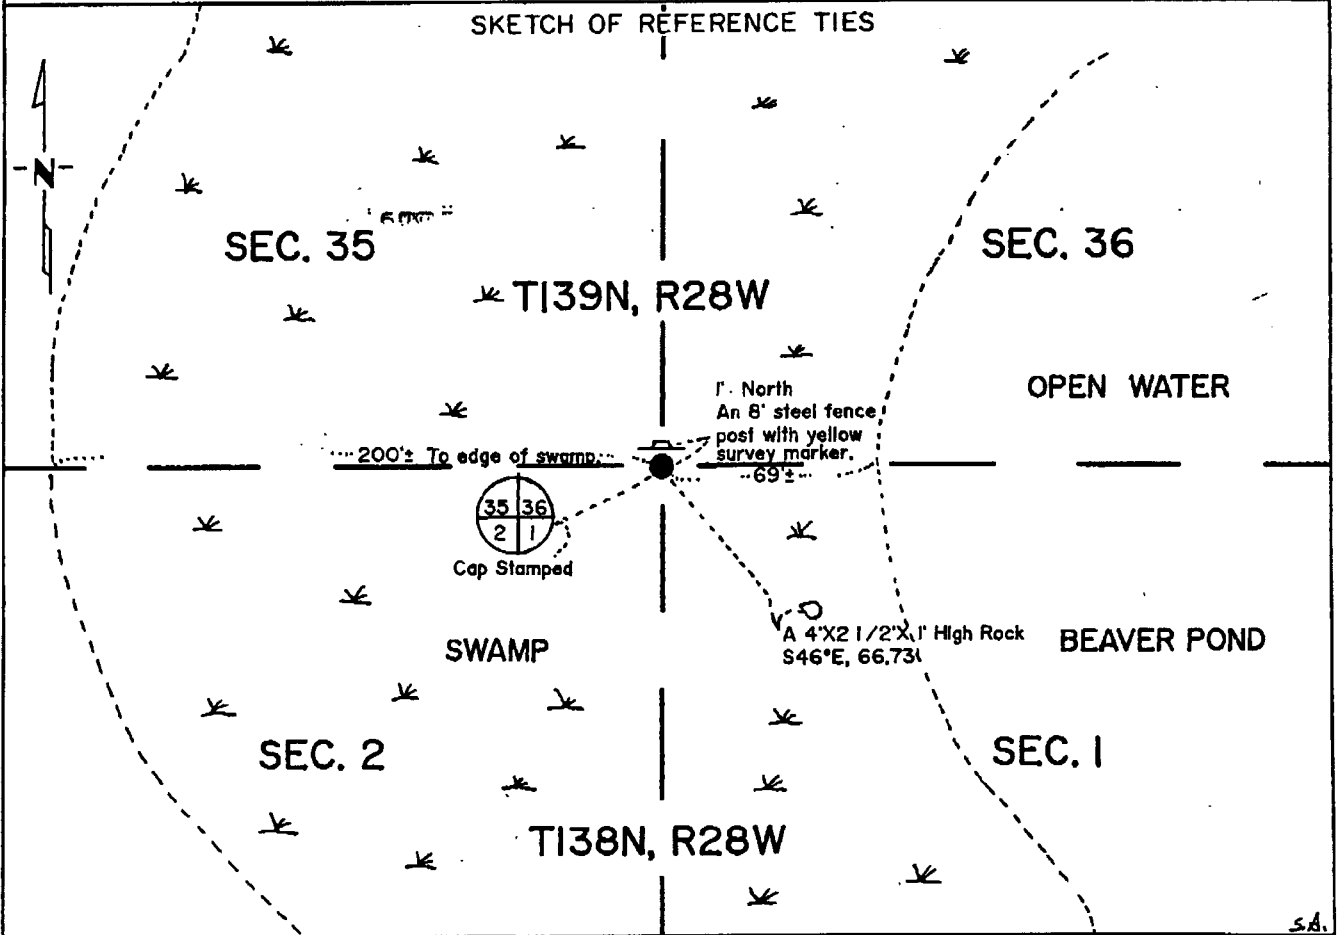 SKETCH OF REFERENCE TIES
N
SEC. 35
SEC. 36
T139N, R28W
OPEN WATER
1' North
An 8' steel fence
post with yellow
survey marker.
200'± To edge of swamp.
69'±
35 36
2 1
Cap Stamped
A 4'X2 1/2'X 1' High Rock
S46°E, 66.73'
SWAMP
BEAVER POND
SEC. 2
SEC. 1
T138N, R28W
S.A.